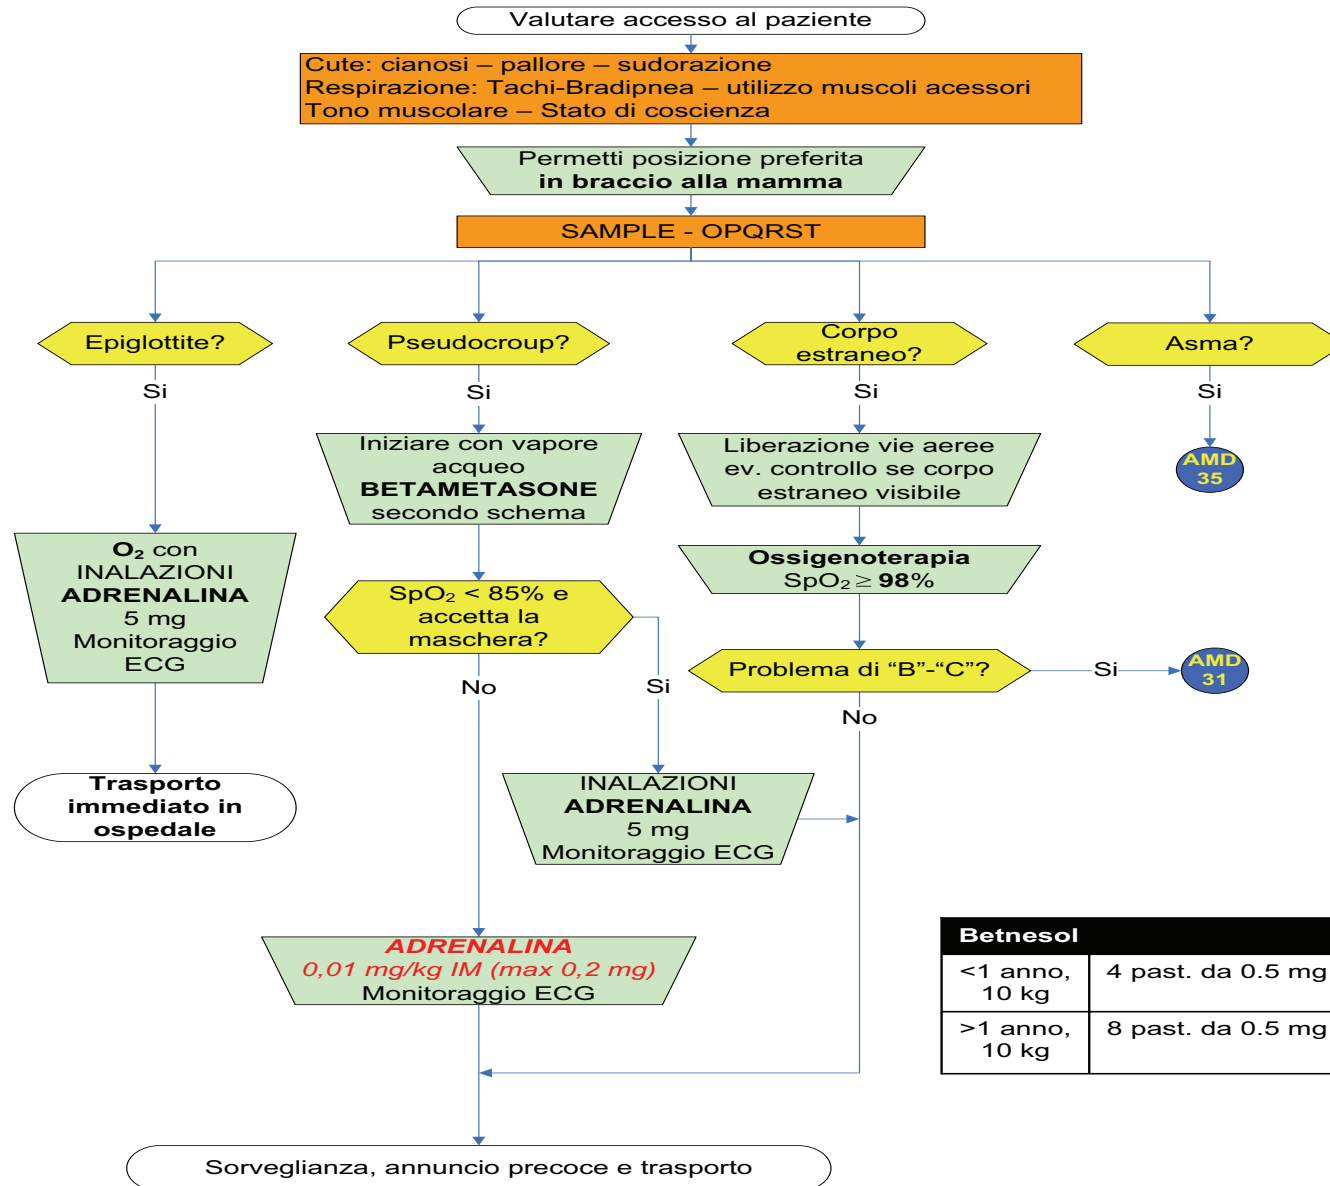 Valutare accesso al paziente
Cute: cianosi – pallore – sudorazione
Respirazione: Tachi-Bradipnea – utilizzo muscoli acessori
Tono muscolare – Stato di coscienza
Permetti posizione preferita
in braccio alla mamma
SAMPLE - OPQRST
Epiglottite?
Si
O₂ con
INALAZIONI
ADRENALINA
5 mg
Monitoraggio
ECG
Trasporto
immediato in
ospedale
Pseudocroup?
Si
Iniziare con vapore
acqueo
BETAMETASONE
secondo schema
SpO₂ < 85% e
accetta la
maschera?
No
Si
INALAZIONI
ADRENALINA
5 mg
Monitoraggio ECG
ADRENALINA
0,01 mg/kg IM (max 0,2 mg)
Monitoraggio ECG
Corpo
estraneo?
Si
Liberazione vie aeree
ev. controllo se corpo
estraneo visibile
Ossigenoterapia
SpO₂ ≥ 98%
Problema di “B”-“C”?
Si
AMD
31
No
Asma?
Si
AMD
35
Betnesol
<1 anno,
10 kg
4 past. da 0.5 mg
>1 anno,
10 kg
8 past. da 0.5 mg
Sorveglianza, annuncio precoce e trasporto